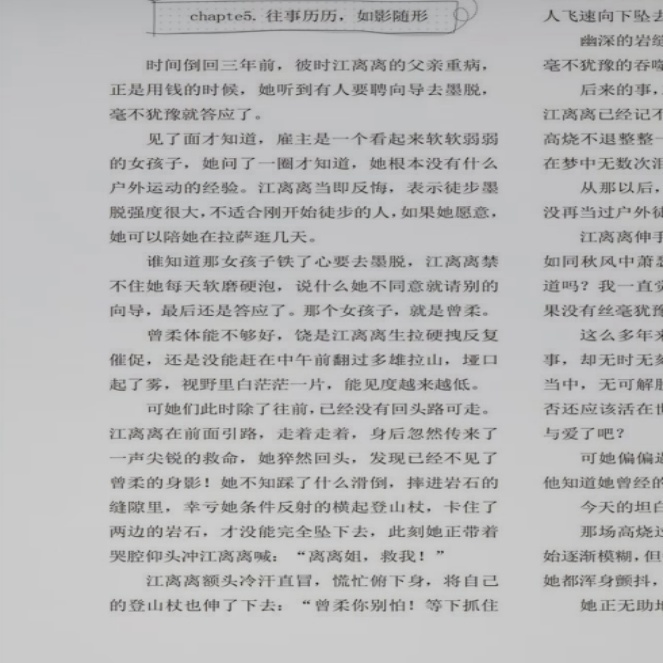 chapte5. 往事历历，如影随形
时间倒回三年前，彼时江离离的父亲重病，
正是用钱的时候，她听到有人要聘向导去墨脱，
毫不犹豫就答应了。
见了面才知道，雇主是一个看起来软软弱弱
的女孩子，她问了一圈才知道，她根本没有什么
户外运动的经验。江离离当即反悔，表示徒步墨
脱强度很大，不适合刚开始徒步的人，如果她愿意，
她可以陪她在拉萨逛几天。
谁知道那女孩子铁了心要去墨脱，江离离禁
不住她每天软磨硬泡，说什么她不同意就请别的
向导，最后还是答应了。那个女孩子，就是曾柔。
曾柔体能不够好，饶是江离离生拉硬拽反复
催促，还是没能赶在中午前翻过多雄拉山，垭口
起了雾，视野里白茫茫一片，能见度越来越低。
可她们此时除了往前，已经没有回头路可走。
江离离在前面引路，走着走着，身后忽然传来了
一声尖锐的救命，她猝然回头，发现已经不见了
曾柔的身影！她不知踩了什么滑倒，摔进岩石的
缝隙里，幸亏她条件反射的横起登山杖，卡住了
两边的岩石，才没能完全坠下去，此刻她正带着
哭腔仰头冲江离离喊：“离离姐，救我！”
江离离额头冷汗直冒，慌忙俯下身，将自己
的登山杖也伸了下去：“曾柔你别怕！等下抓住
人飞速向下坠去
幽深的岩缝
毫不犹豫的吞噬
后来的事，
江离离已经记不
高烧不退整整一
在梦中无数次泪
从那以后，
没再当过户外徒
江离离伸手
如同秋风中萧瑟
道吗？我一直觉
果没有丝毫犹豫
这么多年来
事，却无时无刻
当中，无可解脱
否还应该活在世
与爱了吧？
可她偏偏遇
他知道她曾经的
今天的坦白
那场高烧过
始逐渐模糊，但
她都浑身颤抖，
她正无助地